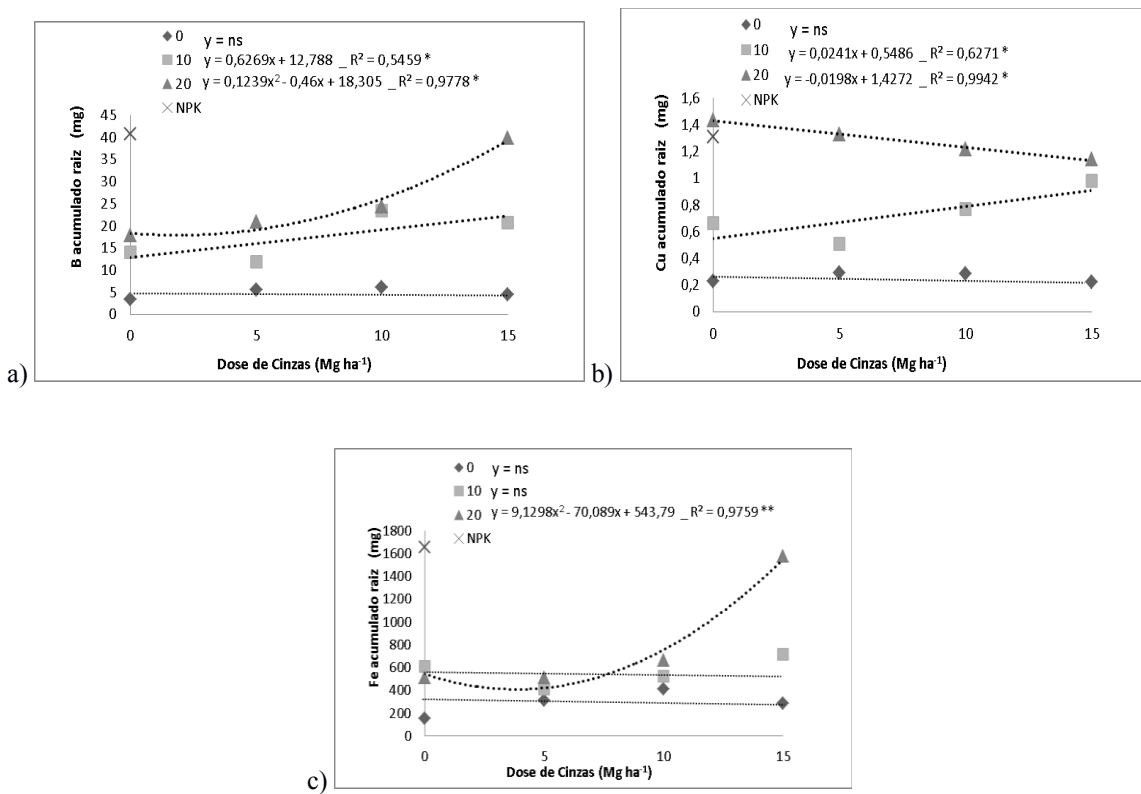 0 y = ns
10 y = 0,6269x + 12,788 _ R² = 0,5459 *
20 y = 0,1239x² - 0,46x + 18,305 _ R² = 0,9778 *
NPK
B acumulado raiz (mg)
45
40
35
30
25
20
15
10
5
0
0 5 10 15
Dose de Cinzas (Mg ha⁻¹)
a)
0 y = ns
10 y = 0,0241x + 0,5486 _ R² = 0,6271 *
20 y = -0,0198x + 1,4272 _ R² = 0,9942 *
NPK
Cu acumulado raiz (mg)
1,6
1,4
1,2
1
0,8
0,6
0,4
0,2
0
0 5 10 15
Dose de Cinzas (Mg ha⁻¹)
b)
0 y = ns
10 y = ns
20 y = 9,1298x² - 70,089x + 543,79 _ R² = 0,9759 **
NPK
Fe acumulado raiz (mg)
1800
1600
1400
1200
1000
800
600
400
200
0
0 5 10 15
Dose de Cinzas (Mg ha⁻¹)
c)